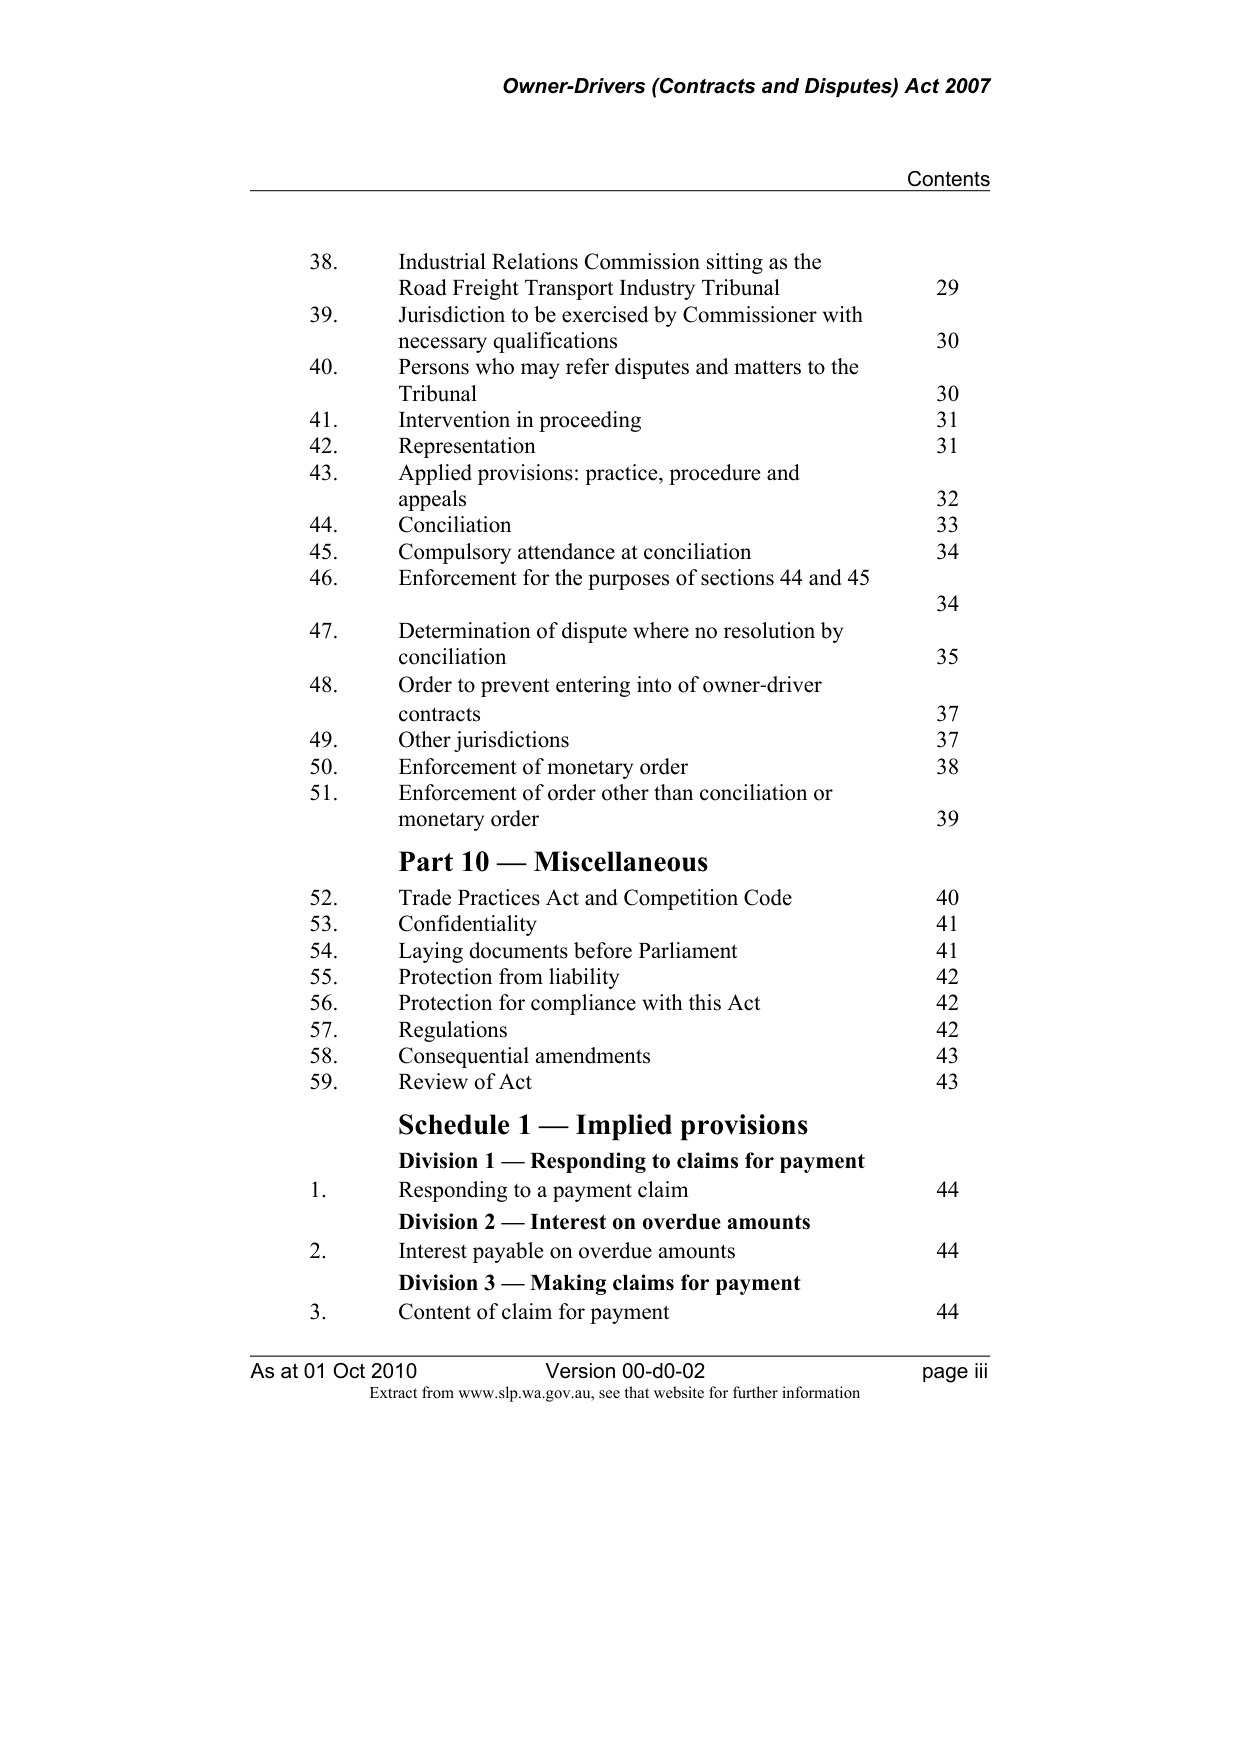 Owner-Drivers (Contracts and Disputes) Act 2007
Contents
38. Industrial Relations Commission sitting as the
Road Freight Transport Industry Tribunal 29
39. Jurisdiction to be exercised by Commissioner with
necessary qualifications 30
40. Persons who may refer disputes and matters to the
Tribunal 30
41. Intervention in proceeding 31
42. Representation 31
43. Applied provisions: practice, procedure and
appeals 32
44. Conciliation 33
45. Compulsory attendance at conciliation 34
46. Enforcement for the purposes of sections 44 and 45
34
47. Determination of dispute where no resolution by
conciliation 35
48. Order to prevent entering into of owner-driver
contracts 37
49. Other jurisdictions 37
50. Enforcement of monetary order 38
51. Enforcement of order other than conciliation or
monetary order 39
Part 10 — Miscellaneous
52. Trade Practices Act and Competition Code 40
53. Confidentiality 41
54. Laying documents before Parliament 41
55. Protection from liability 42
56. Protection for compliance with this Act 42
57. Regulations 42
58. Consequential amendments 43
59. Review of Act 43
Schedule 1 — Implied provisions
Division 1 — Responding to claims for payment
1. Responding to a payment claim 44
Division 2 — Interest on overdue amounts
2. Interest payable on overdue amounts 44
Division 3 — Making claims for payment
3. Content of claim for payment 44
As at 01 Oct 2010 Version 00-d0-02 page iii
Extract from www.slp.wa.gov.au, see that website for further information